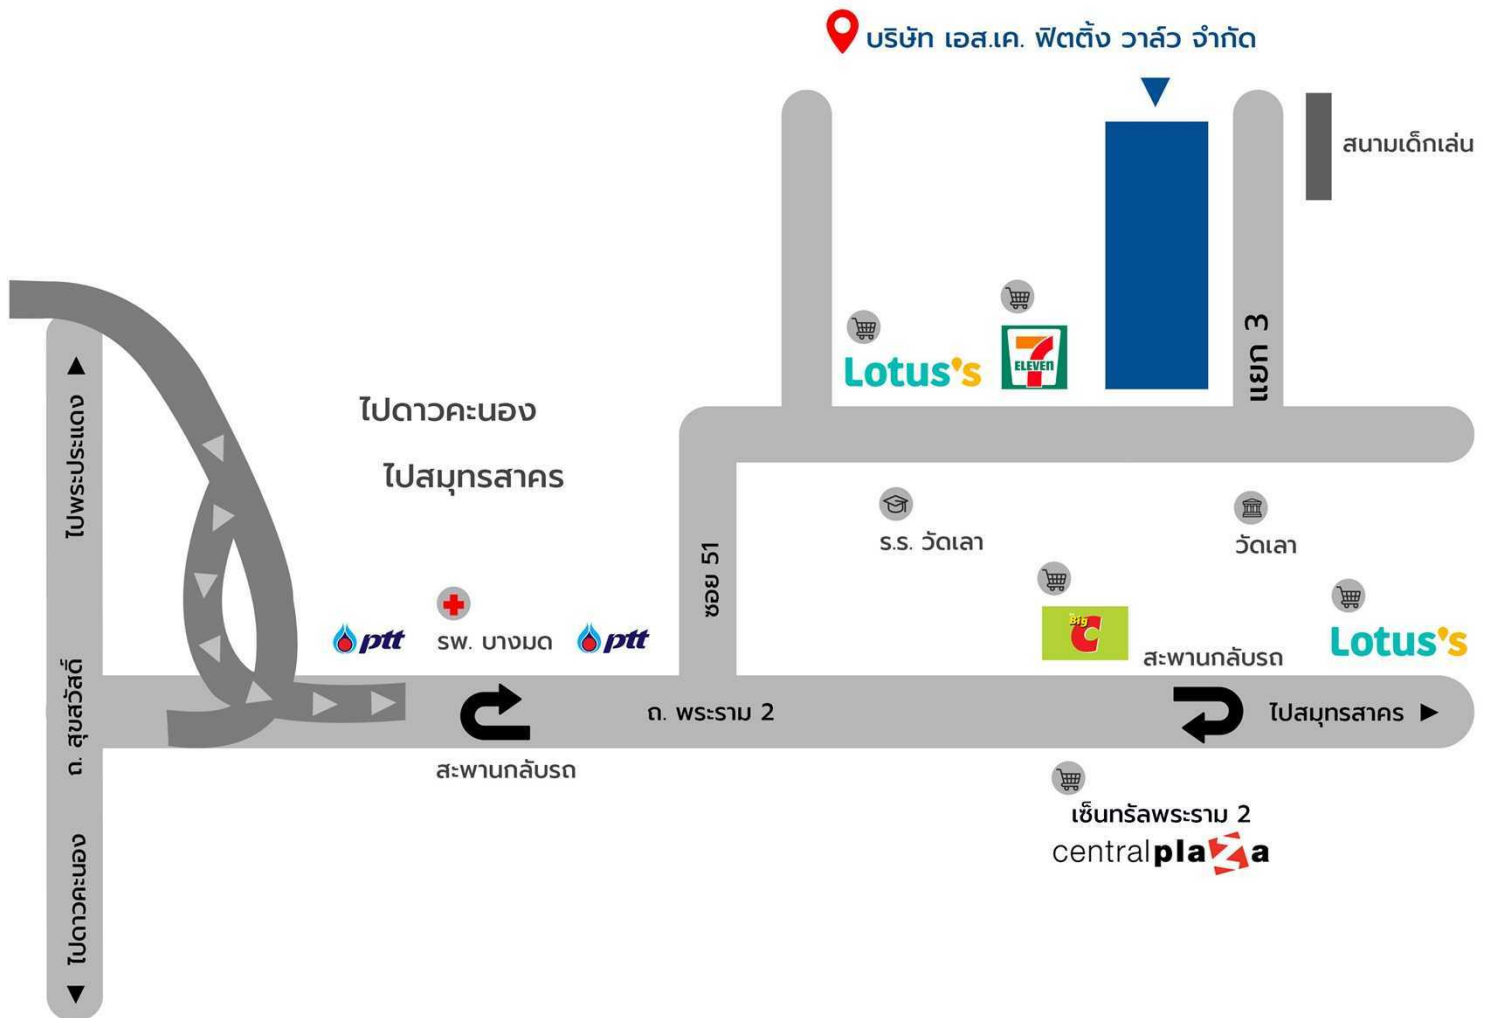 บริษัท เอส.เค. ฟิตติ้ง วาล์ว จำกัด
สนามเด็กเล่น
แยก 3
Lotus's
7
ELEVEN
ไปพระประแดง
ไปดาวคะนอง
ไปสมุทรสาคร
ร.ร. วัดเลา
วัดเลา
ซอย 51
ptt
รพ. บางมด
ptt
Big
C
สะพานกลับรถ
Lotus's
ถ. สุขสวัสดิ์
ถ. พระราม 2
ไปสมุทรสาคร
สะพานกลับรถ
เซ็นทรัลพระราม 2
centralplaza
ไปดาวคะนอง